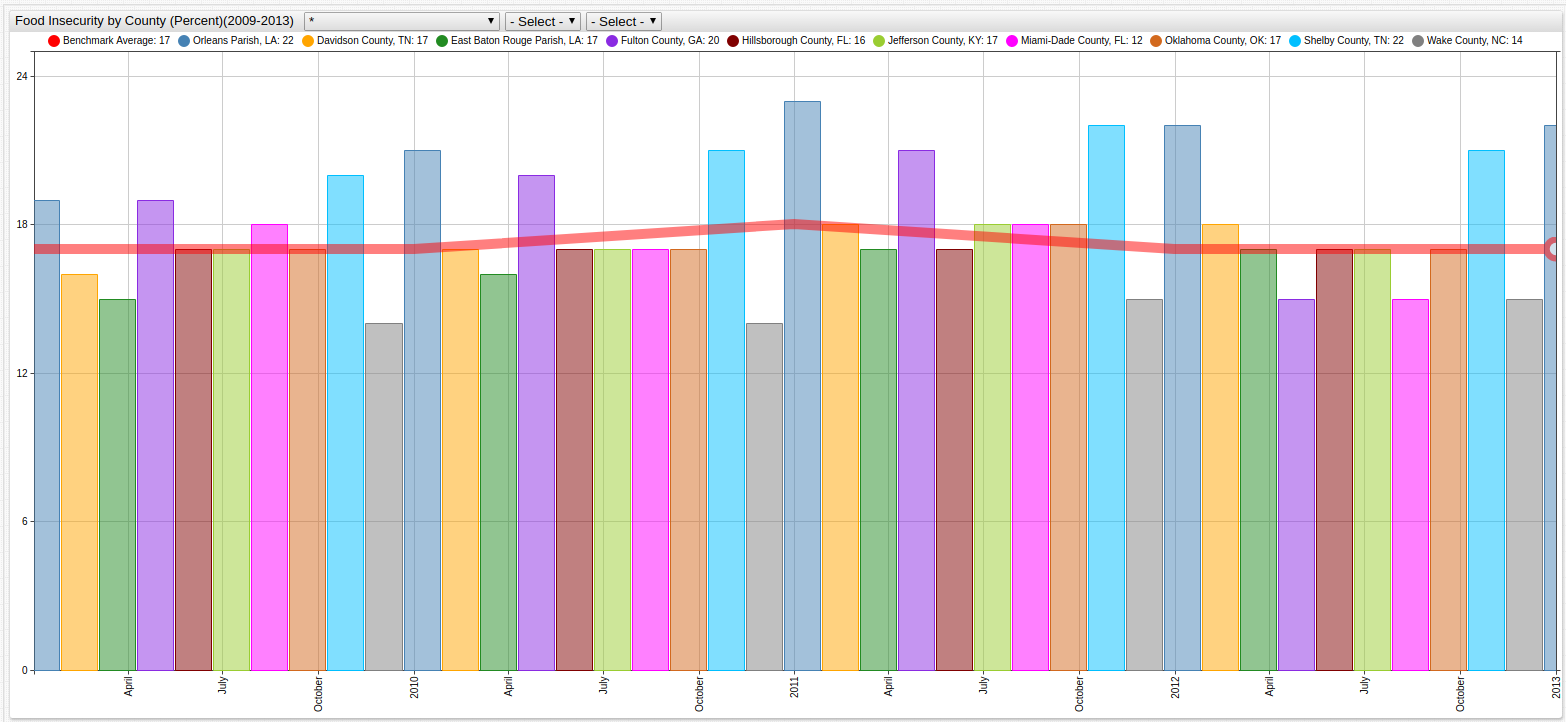 Food Insecurity by County (Percent)(2009-2013) * - Select - - Select -
Benchmark Average: 17 Orleans Parish, LA: 22 Davidson County, TN: 17 East Baton Rouge Parish, LA: 17 Fulton County, GA: 20 Hillsborough County, FL: 16 Jefferson County, KY: 17 Miami-Dade County, FL: 12 Oklahoma County, OK: 17 Shelby County, TN: 22 Wake County, NC: 14
24
18
12
6
0
April July October 2010 April July October 2011 April July October 2012 April July October 2013